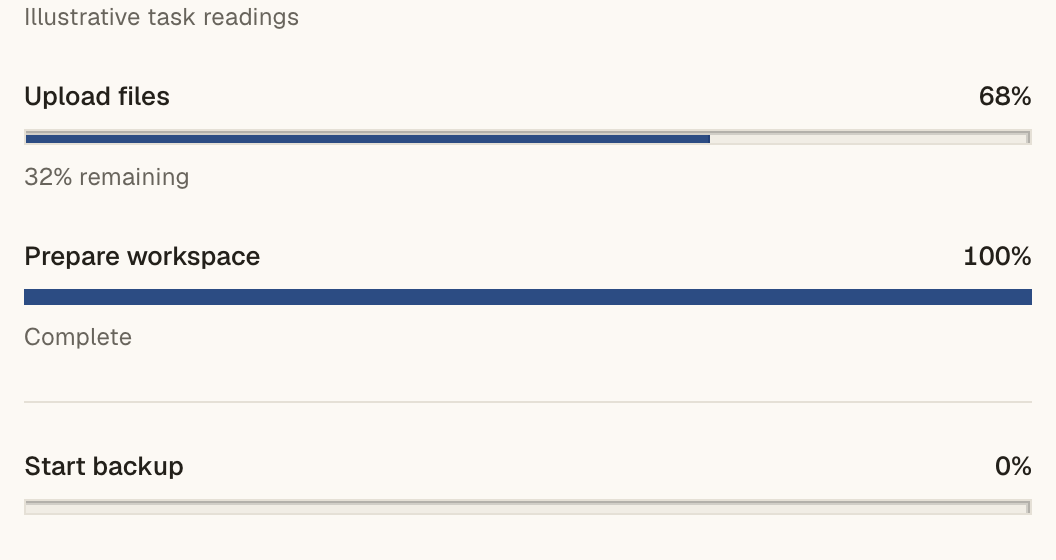 Illustrative task readings
Upload files 68%
32% remaining
Prepare workspace 100%
Complete
Start backup 0%